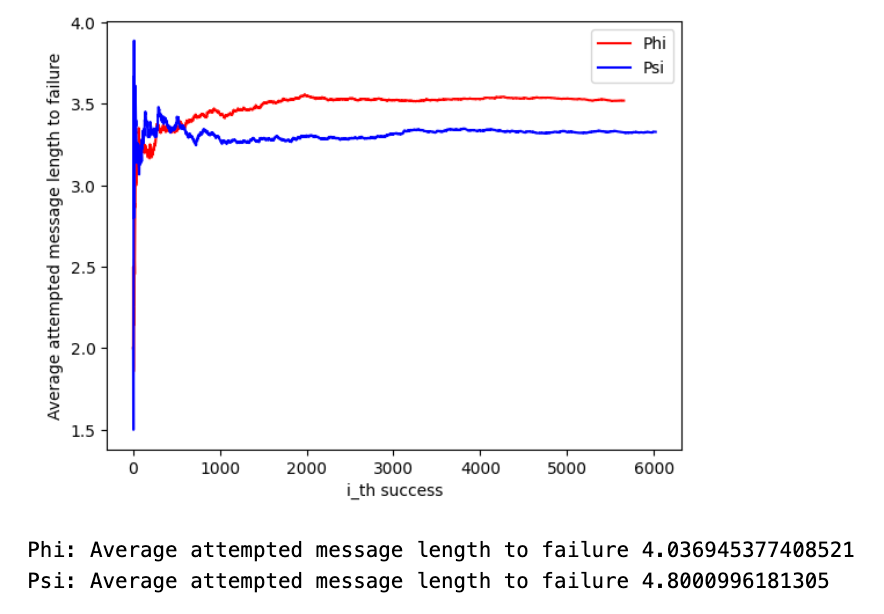 4.0
3.5
3.0
2.5
2.0
1.5
Average attempted message length to failure
Phi
Psi
0 1000 2000 3000 4000 5000 6000
i_th success
Phi: Average attempted message length to failure 4.036945377408521
Psi: Average attempted message length to failure 4.8000996181305